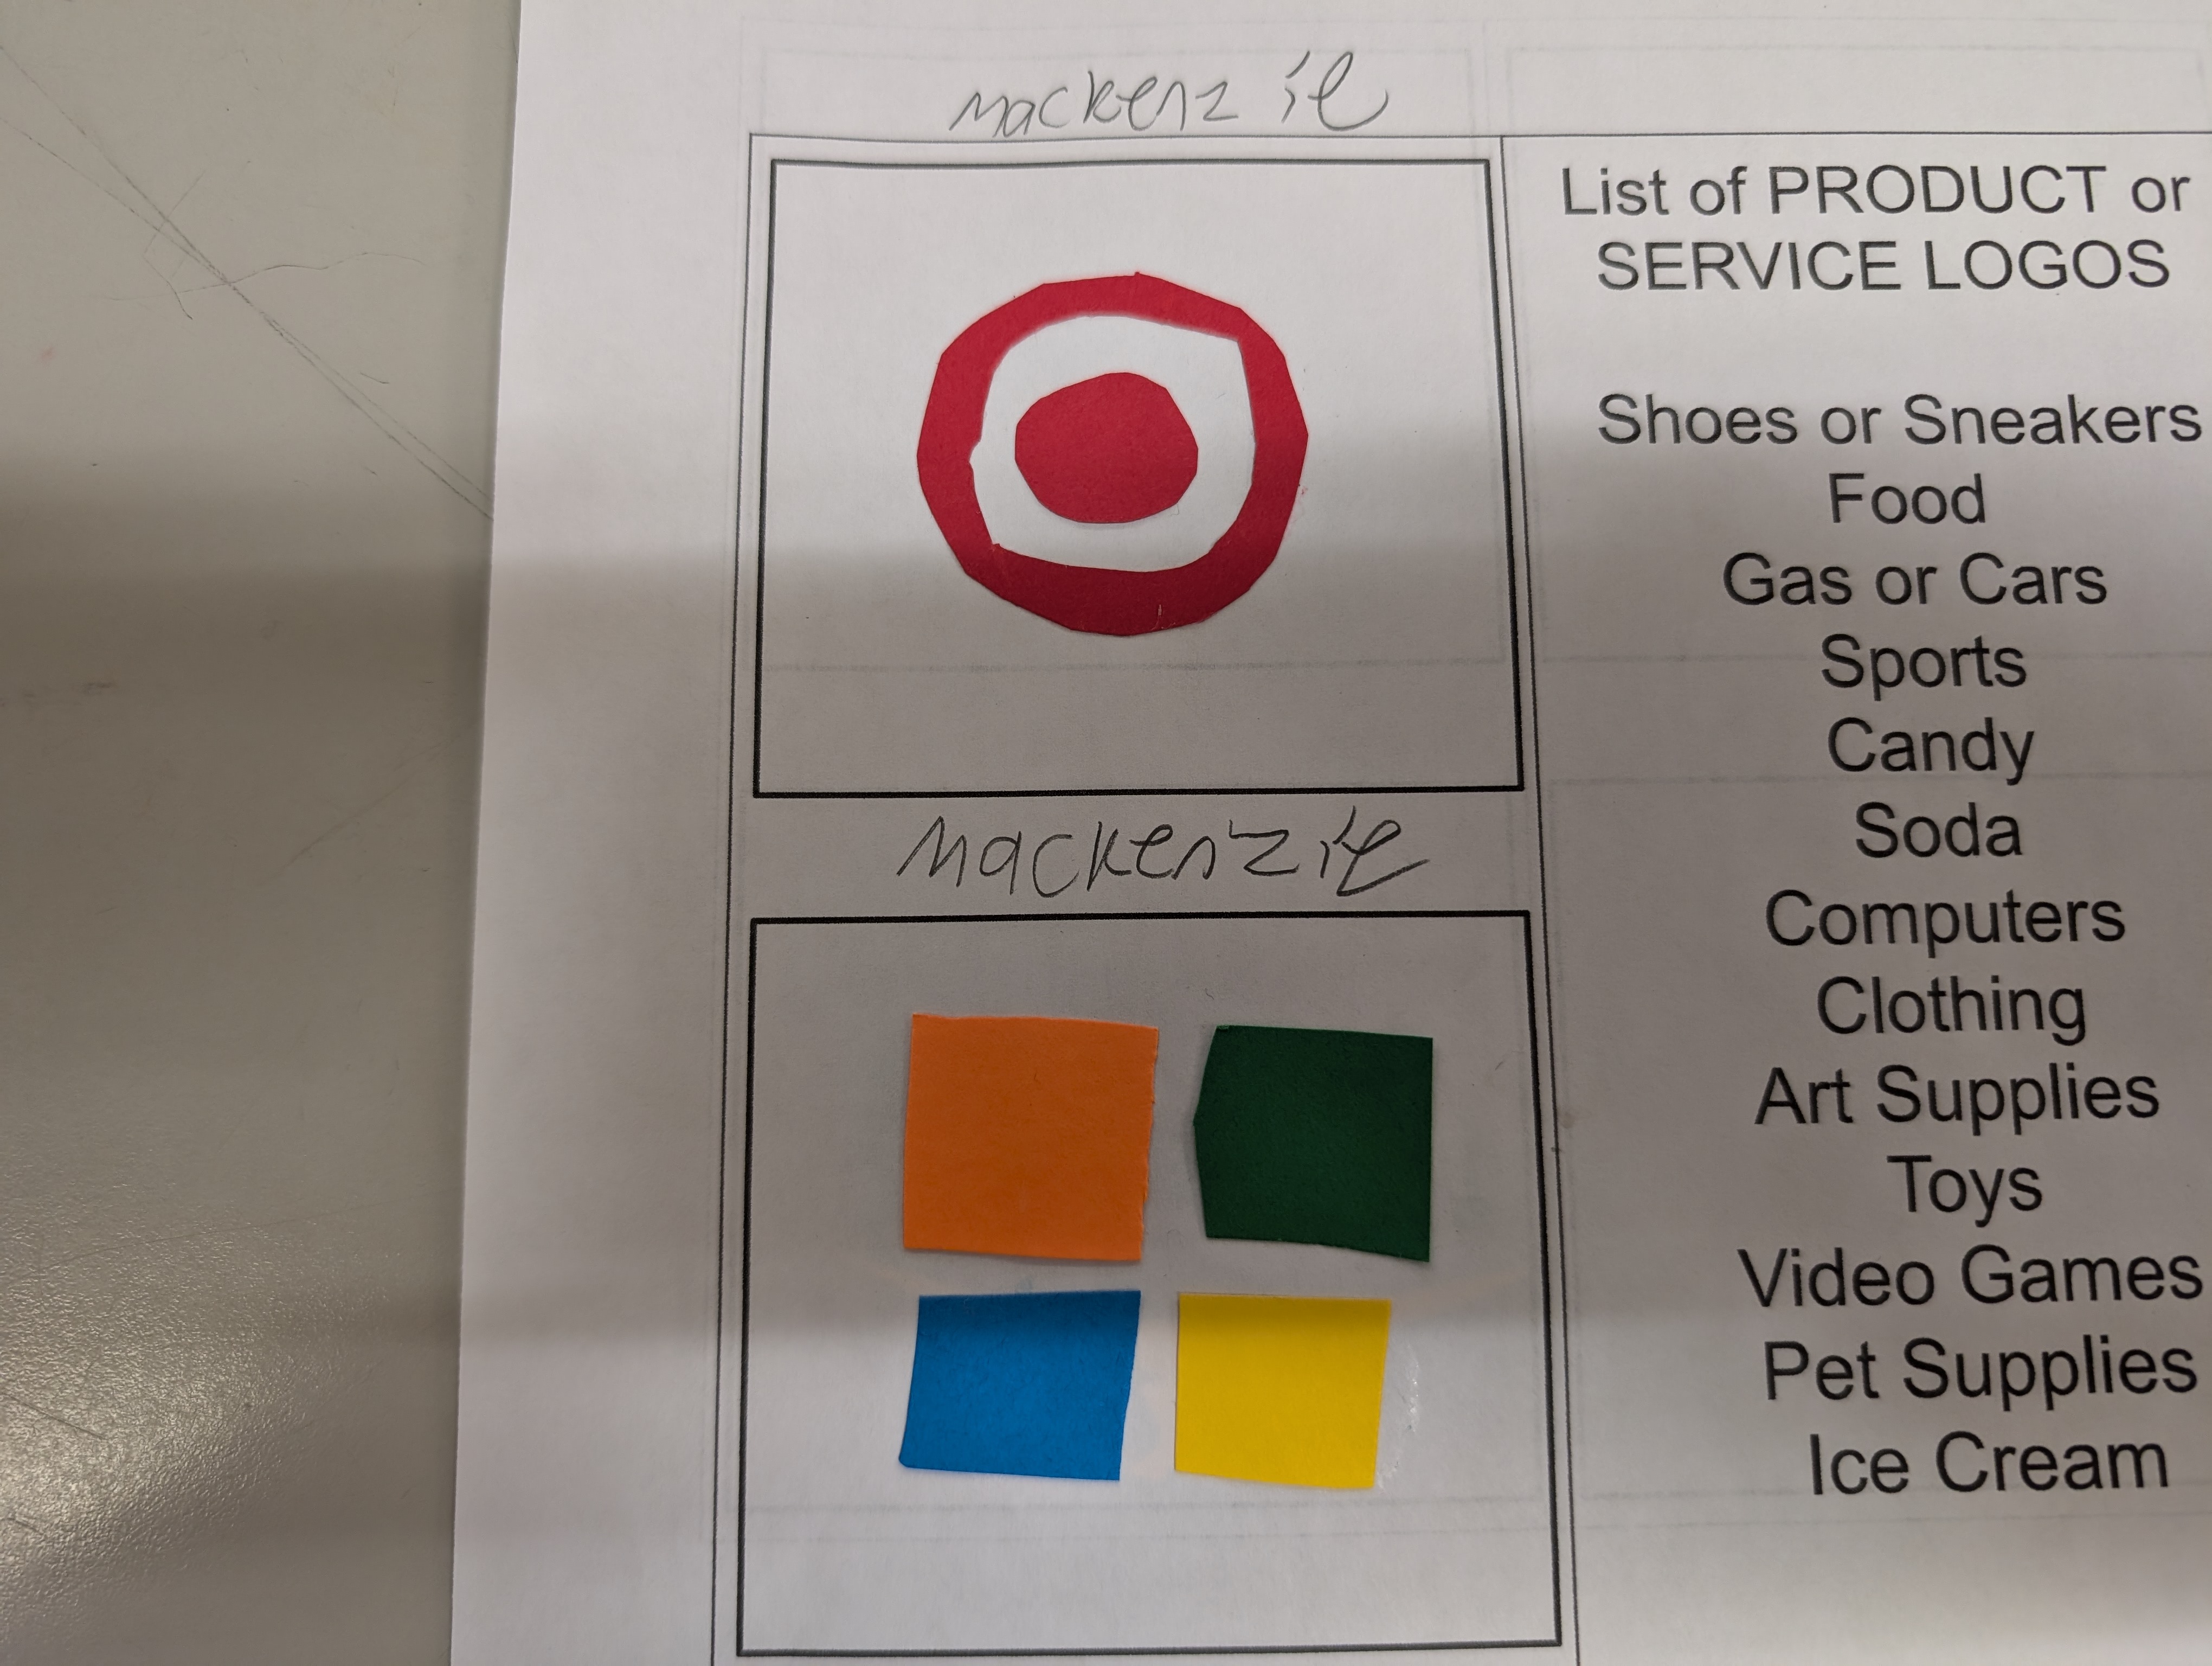 mackenzie
Mackenzie
List of PRODUCT or
SERVICE LOGOS
Shoes or Sneakers
Food
Gas or Cars
Sports
Candy
Soda
Computers
Clothing
Art Supplies
Toys
Video Games
Pet Supplies
Ice Cream